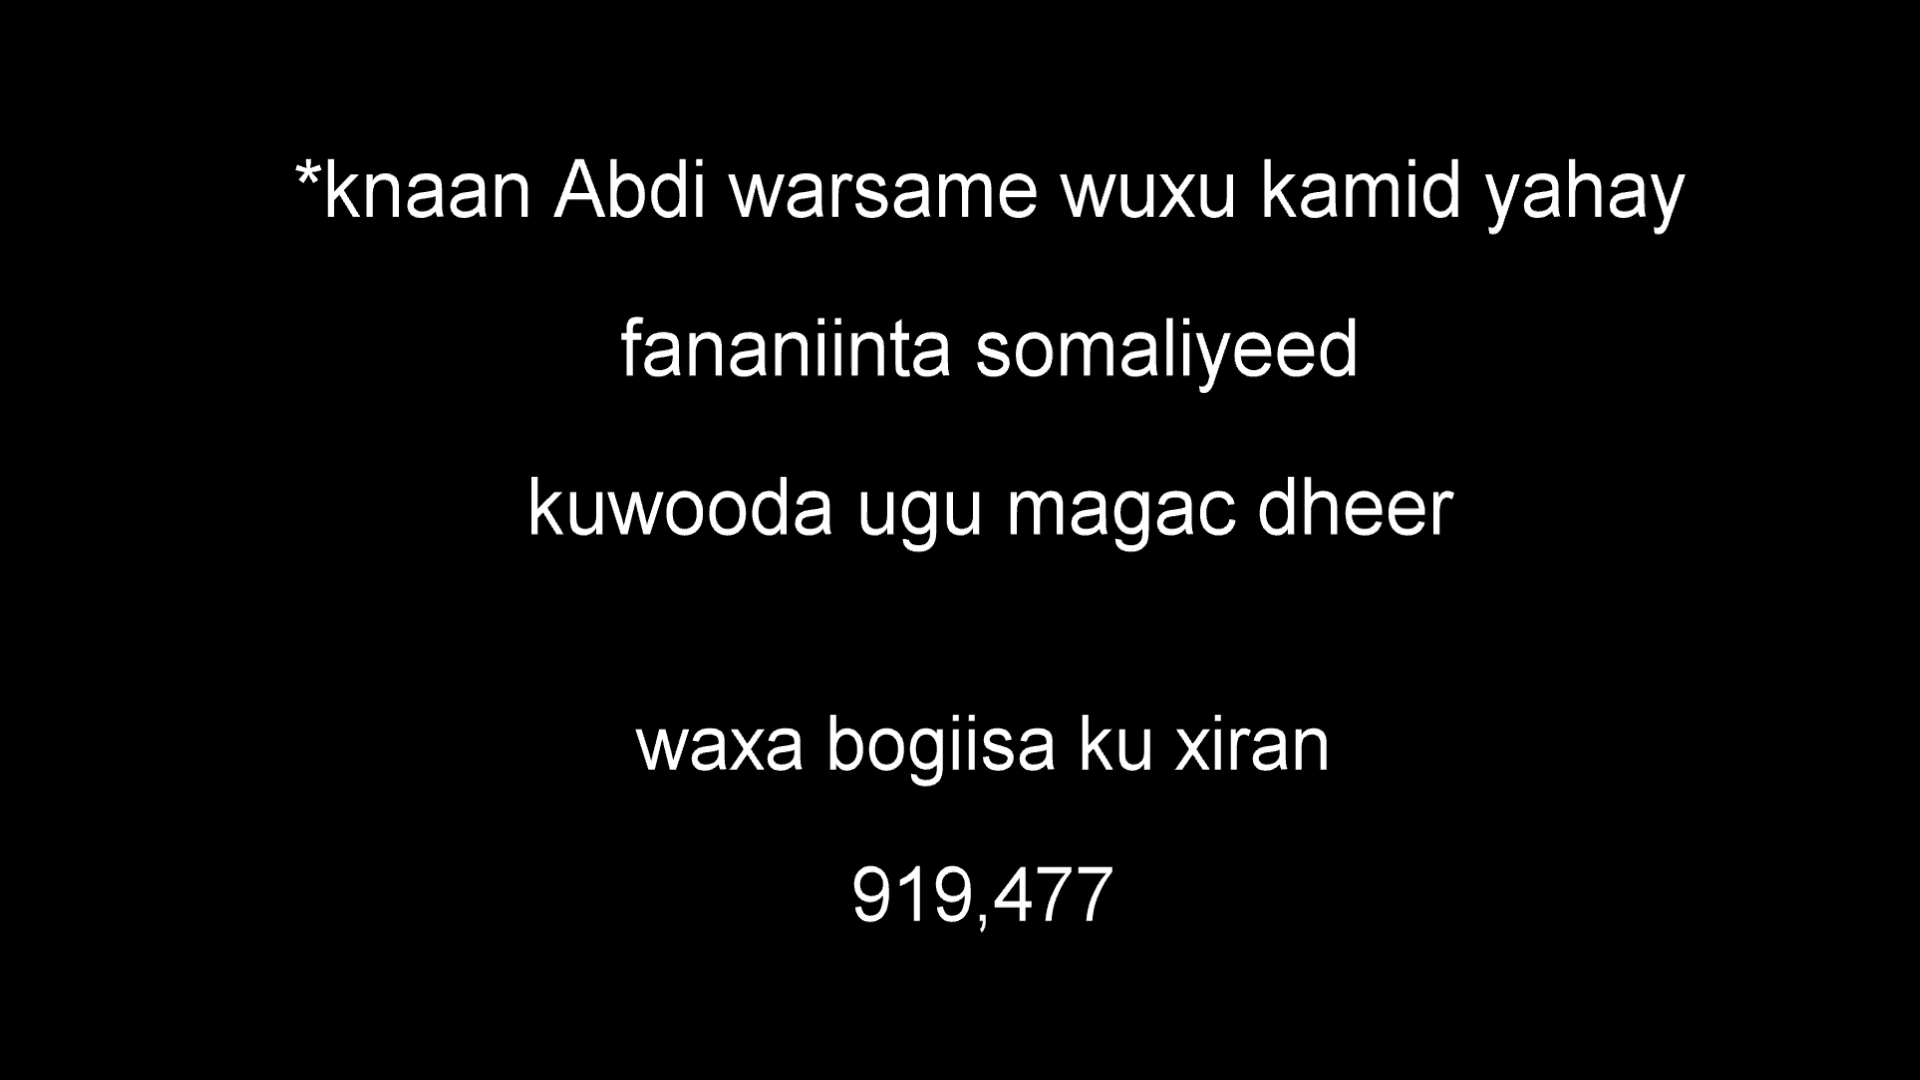 *knaan Abdi warsame wuxu kamid yahay
fananiinta somaliyeed
kuwooda ugu magac dheer
waxa bogiisa ku xiran
919,477